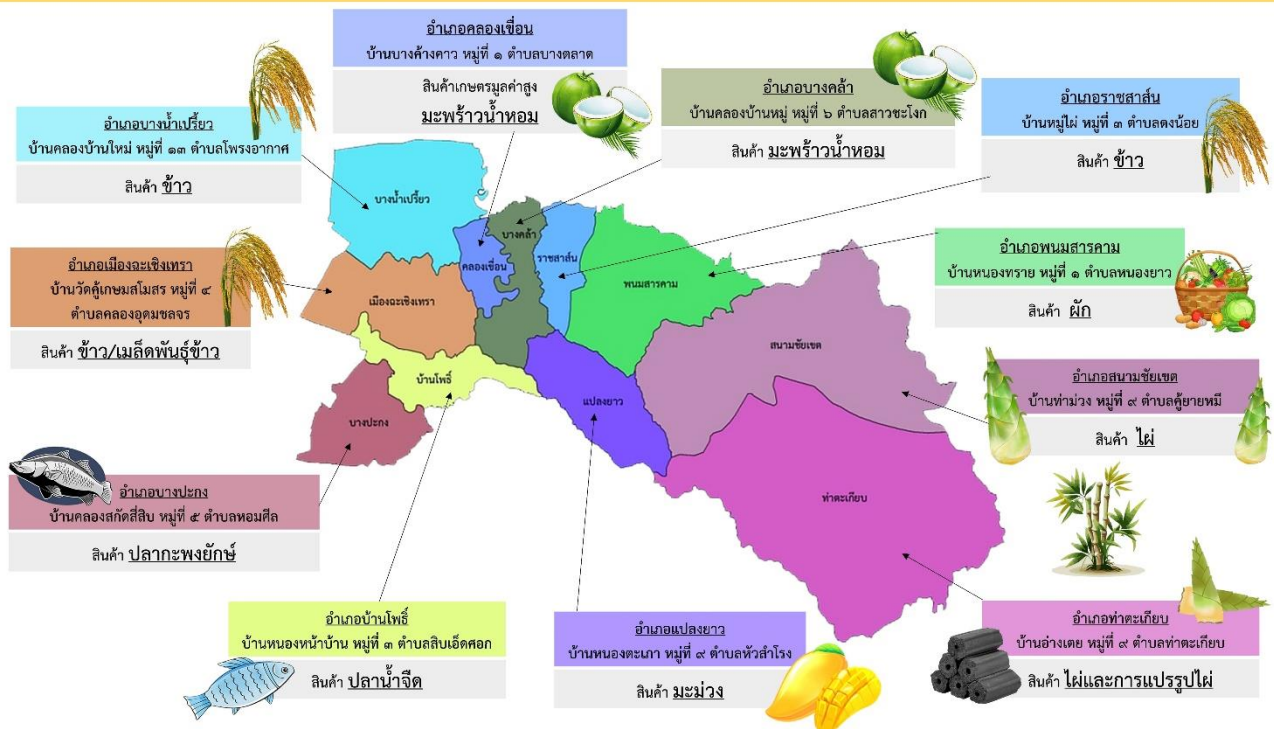 อำเภอคลองเขื่อน
บ้านบางค้างคาว หมู่ที่ ๑ ตำบลบางตลาด
สินค้าเกษตรมูลค่าสูง
มะพร้าวน้ำหอม
อำเภอบางคล้า
บ้านคลองบ้านหมู่ หมู่ที่ ๖ ตำบลสาวชะโงก
สินค้า มะพร้าวน้ำหอม
อำเภอราชสาส์น
บ้านหมู่ไผ่ หมู่ที่ ๓ ตำบลดงน้อย
สินค้า ข้าว
อำเภอบางน้ำเปรี้ยว
บ้านคลองบ้านใหม่ หมู่ที่ ๑๓ ตำบลโพรงอากาศ
สินค้า ข้าว
อำเภอเมืองฉะเชิงเทรา
บ้านวัดคู้เกษมสโมสร หมู่ที่ ๔
ตำบลคลองอุดมชลจร
สินค้า ข้าว/เมล็ดพันธุ์ข้าว
อำเภอพนมสารคาม
บ้านหนองทราย หมู่ที่ ๑ ตำบลหนองยาว
สินค้า ผัก
บางน้ำเปรี้ยว
บางคล้า
คลองเขื่อน
ราชสาส์น
พนมสารคาม
เมืองฉะเชิงเทรา
สนามชัยเขต
บ้านโพธิ์
แปลงยาว
บางปะกง
ท่าตะเกียบ
อำเภอสนามชัยเขต
บ้านท่าม่วง หมู่ที่ ๙ ตำบลคู้ยายหมี
สินค้า ไผ่
อำเภอบางปะกง
บ้านคลองสกัดสี่สิบ หมู่ที่ ๕ ตำบลหอมศีล
สินค้า ปลากะพงยักษ์
อำเภอบ้านโพธิ์
บ้านหนองหน้าบ้าน หมู่ที่ ๓ ตำบลสิบเอ็ดศอก
สินค้า ปลาน้ำจืด
อำเภอแปลงยาว
บ้านหนองตะเภา หมู่ที่ ๙ ตำบลหัวสำโรง
สินค้า มะม่วง
อำเภอท่าตะเกียบ
บ้านอ่างเตย หมู่ที่ ๙ ตำบลท่าตะเกียบ
สินค้า ไผ่และการแปรรูปไผ่